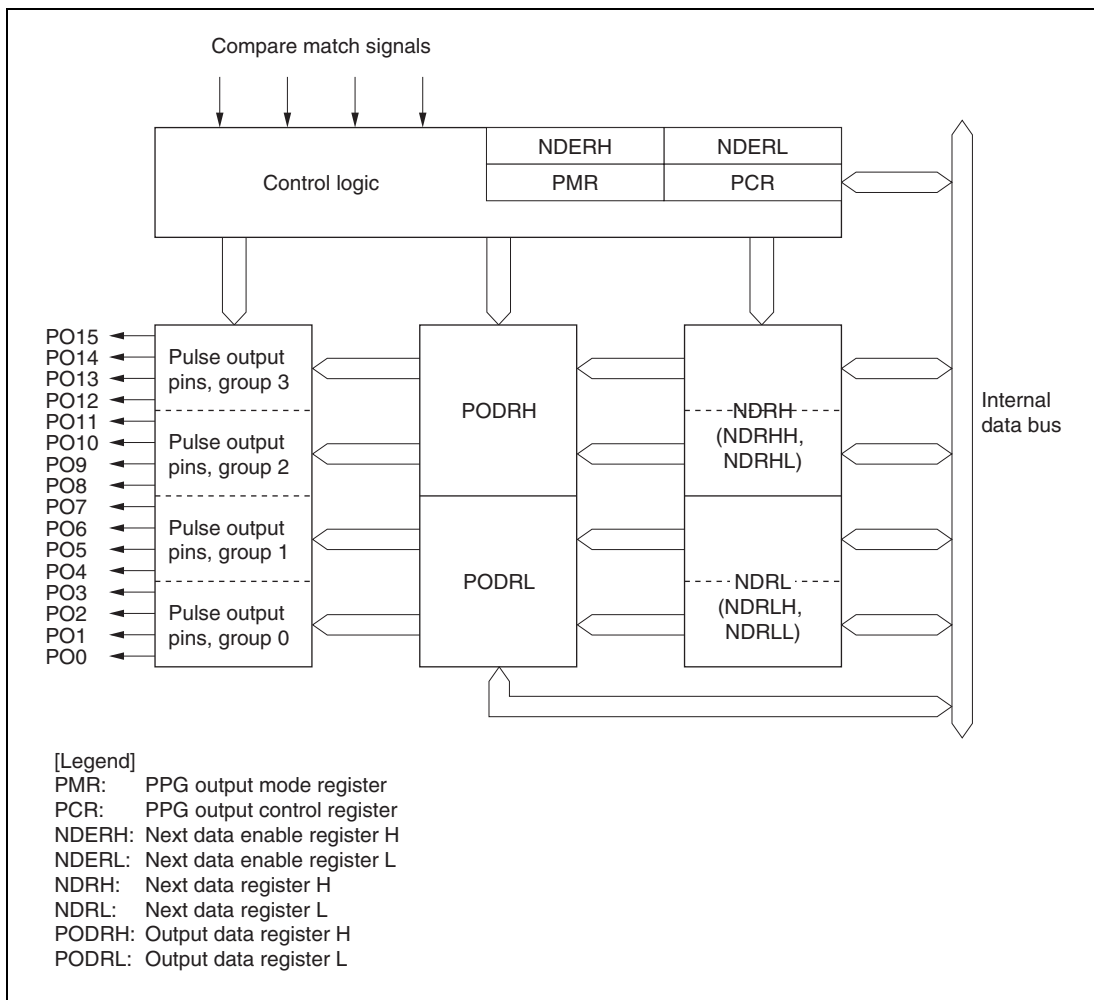 Compare match signals
NDERH
NDERL
Control logic
PMR
PCR
PO15
PO14
PO13
PO12
PO11
PO10
PO9
PO8
PO7
PO6
PO5
PO4
PO3
PO2
PO1
PO0
Pulse output
pins, group 3
Pulse output
pins, group 2
Pulse output
pins, group 1
Pulse output
pins, group 0
PODRH
PODRL
NDRH
(NDRHH,
NDRHL)
NDRL
(NDRLH,
NDRLL)
Internal
data bus
[Legend]
PMR: PPG output mode register
PCR: PPG output control register
NDERH: Next data enable register H
NDERL: Next data enable register L
NDRH: Next data register H
NDRL: Next data register L
PODRH: Output data register H
PODRL: Output data register L